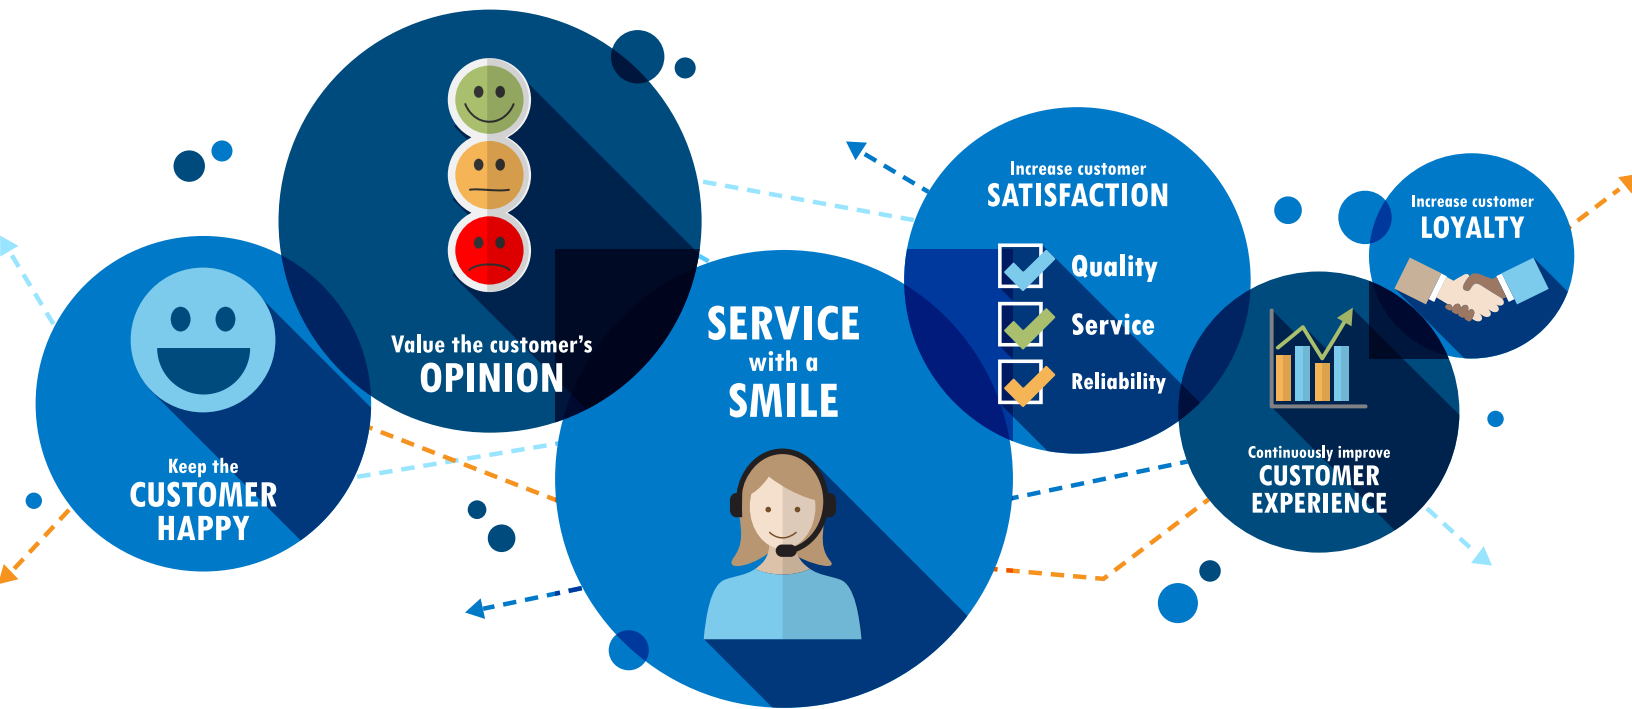 Keep the
CUSTOMER
HAPPY
Value the customer's
OPINION
SERVICE
with a
SMILE
Increase customer
SATISFACTION
Quality
Service
Reliability
Continuously improve
CUSTOMER
EXPERIENCE
Increase customer
LOYALTY